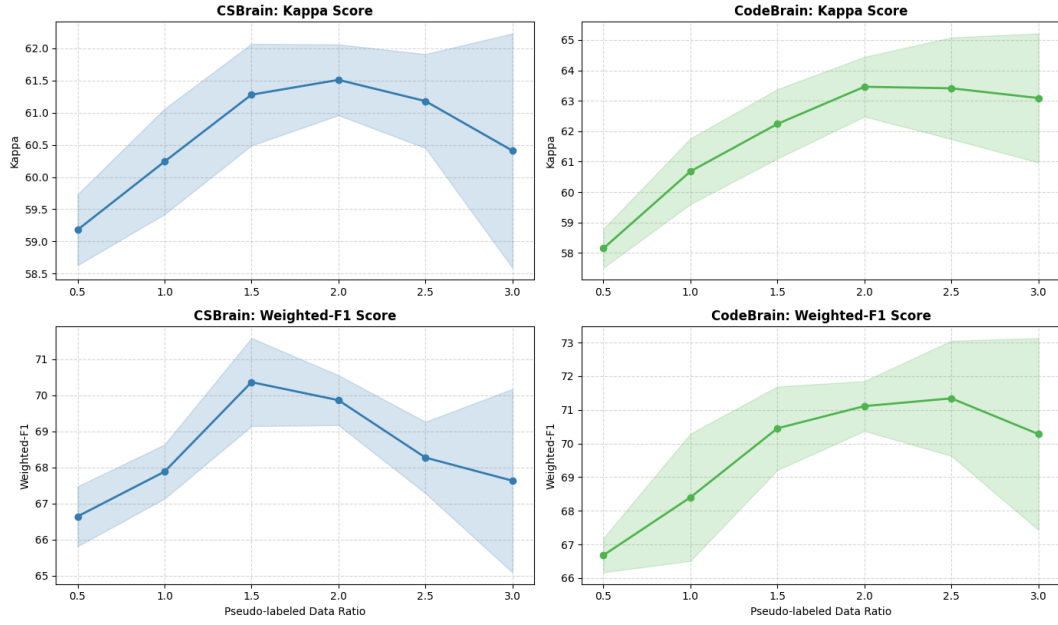 CSBrain: Kappa Score
Kappa
62.0
61.5
61.0
60.5
60.0
59.5
59.0
58.5
0.5 1.0 1.5 2.0 2.5 3.0
CodeBrain: Kappa Score
Kappa
65
64
63
62
61
60
59
58
0.5 1.0 1.5 2.0 2.5 3.0
CSBrain: Weighted-F1 Score
Weighted-F1
71
70
69
68
67
66
65
0.5 1.0 1.5 2.0 2.5 3.0
Pseudo-labeled Data Ratio
CodeBrain: Weighted-F1 Score
Weighted-F1
73
72
71
70
69
68
67
66
0.5 1.0 1.5 2.0 2.5 3.0
Pseudo-labeled Data Ratio